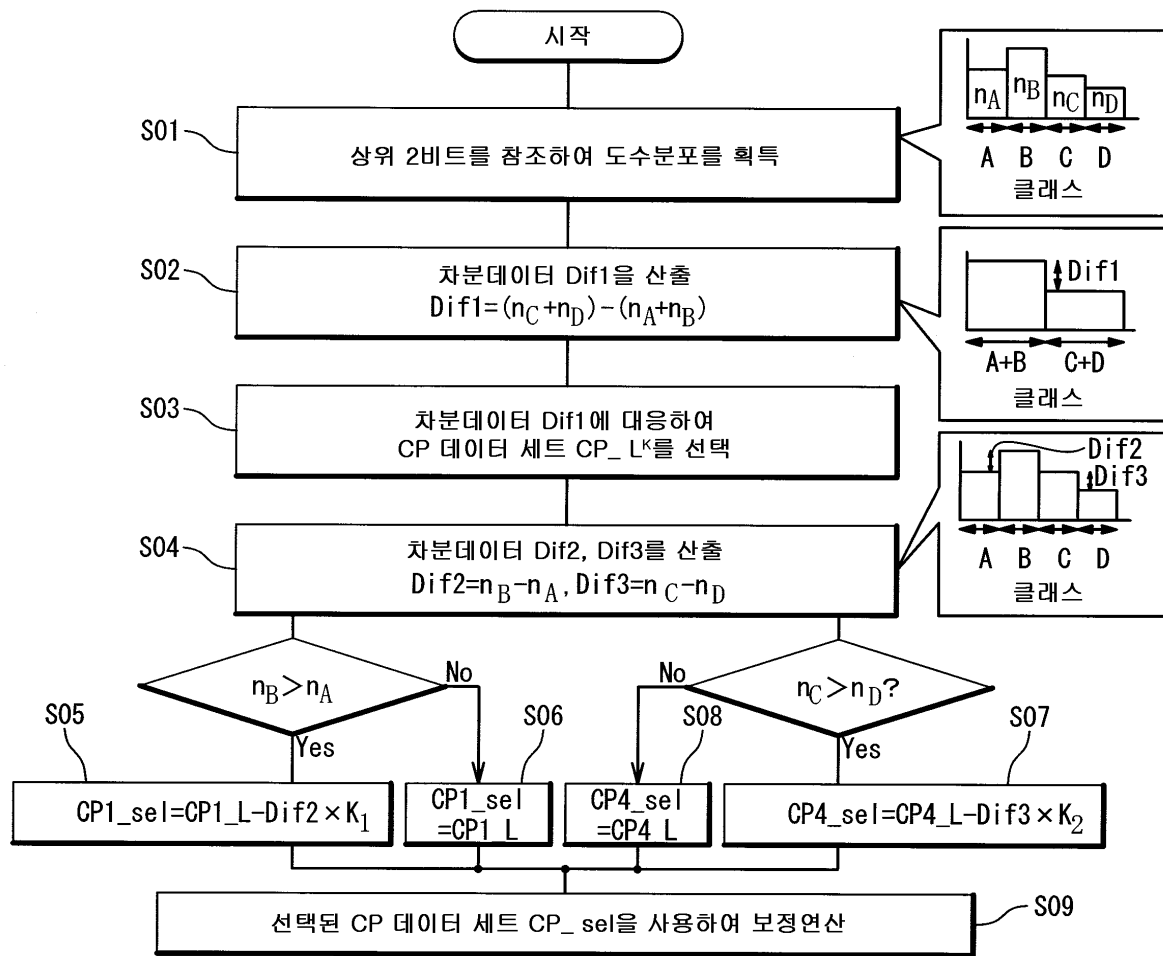 시작
S01
상위 2비트를 참조하여 도수분포를 획특
nA nB nC nD
A B C D
클래스
S02
차분데이터 Dif1을 산출
Dif1=(nC+nD)-(nA+nB)
Dif1
A+B C+D
클래스
S03
차분데이터 Dif1에 대응하여
CP 데이터 세트 CP_ L^K를 선택
S04
차분데이터 Dif2, Dif3를 산출
Dif2=nB-nA, Dif3=nC-nD
Dif2
Dif3
A B C D
클래스
nB>nA
No
Yes
nC>nD?
No
Yes
S05
CP1_sel=CP1_L-Dif2×K1
S06
CP1_sel
=CP1_L
S08
CP4_sel
=CP4_L
S07
CP4_sel=CP4_L-Dif3×K2
선택된 CP 데이터 세트 CP_ sel을 사용하여 보정연산
S09